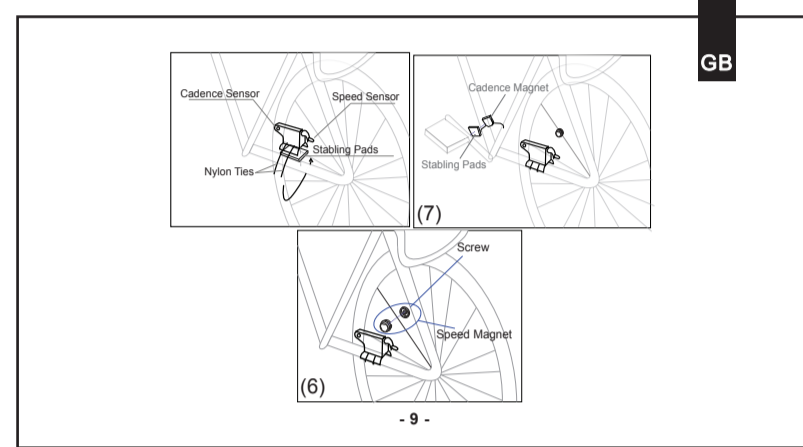 GB
Cadence Sensor
Speed Sensor
Stabling Pads
Nylon Ties
Cadence Magnet
Stabling Pads
(7)
Screw
Speed Magnet
(6)
- 9 -